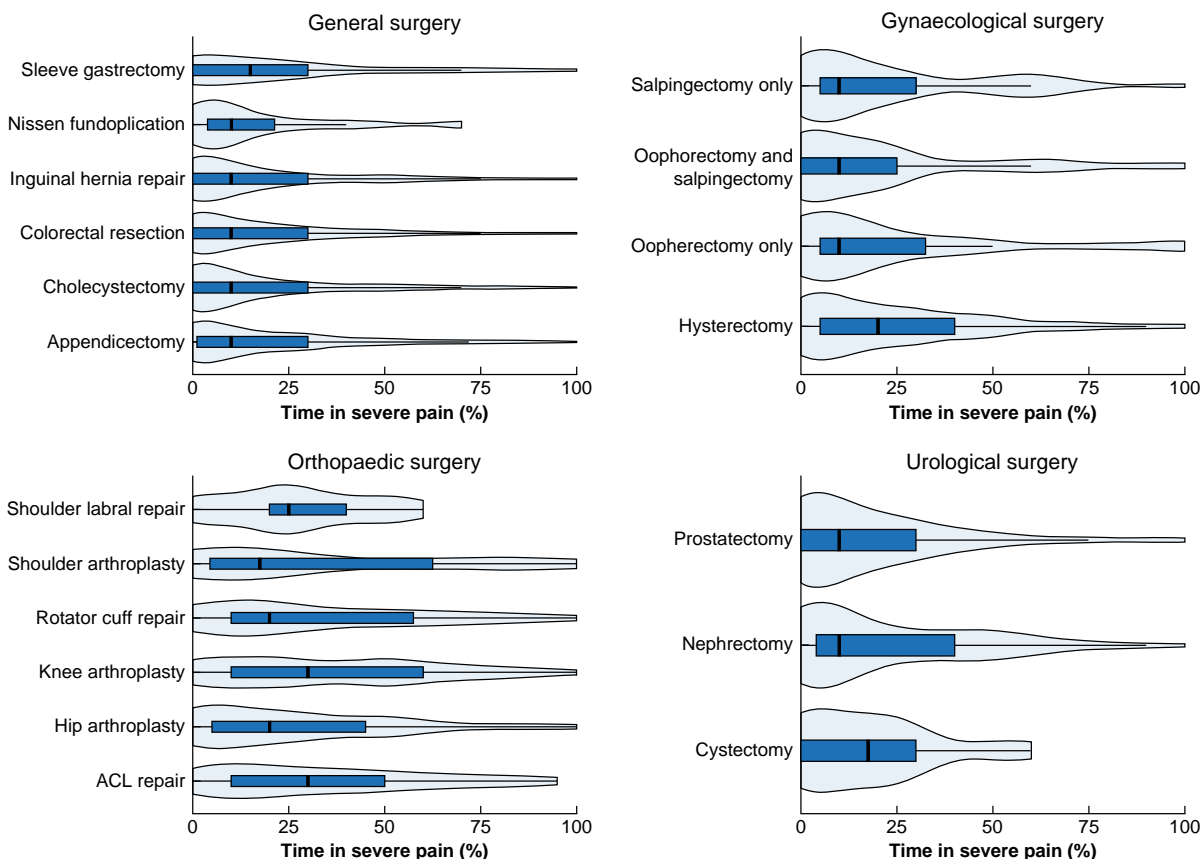 General surgery
Sleeve gastrectomy
Nissen fundoplication
Inguinal hernia repair
Colorectal resection
Cholecystectomy
Appendicectomy
0 25 50 75 100
Time in severe pain (%)
Gynaecological surgery
Salpingectomy only
Oophorectomy and
salpingectomy
Oopherectomy only
Hysterectomy
0 25 50 75 100
Time in severe pain (%)
Orthopaedic surgery
Shoulder labral repair
Shoulder arthroplasty
Rotator cuff repair
Knee arthroplasty
Hip arthroplasty
ACL repair
0 25 50 75 100
Time in severe pain (%)
Urological surgery
Prostatectomy
Nephrectomy
Cystectomy
0 25 50 75 100
Time in severe pain (%)